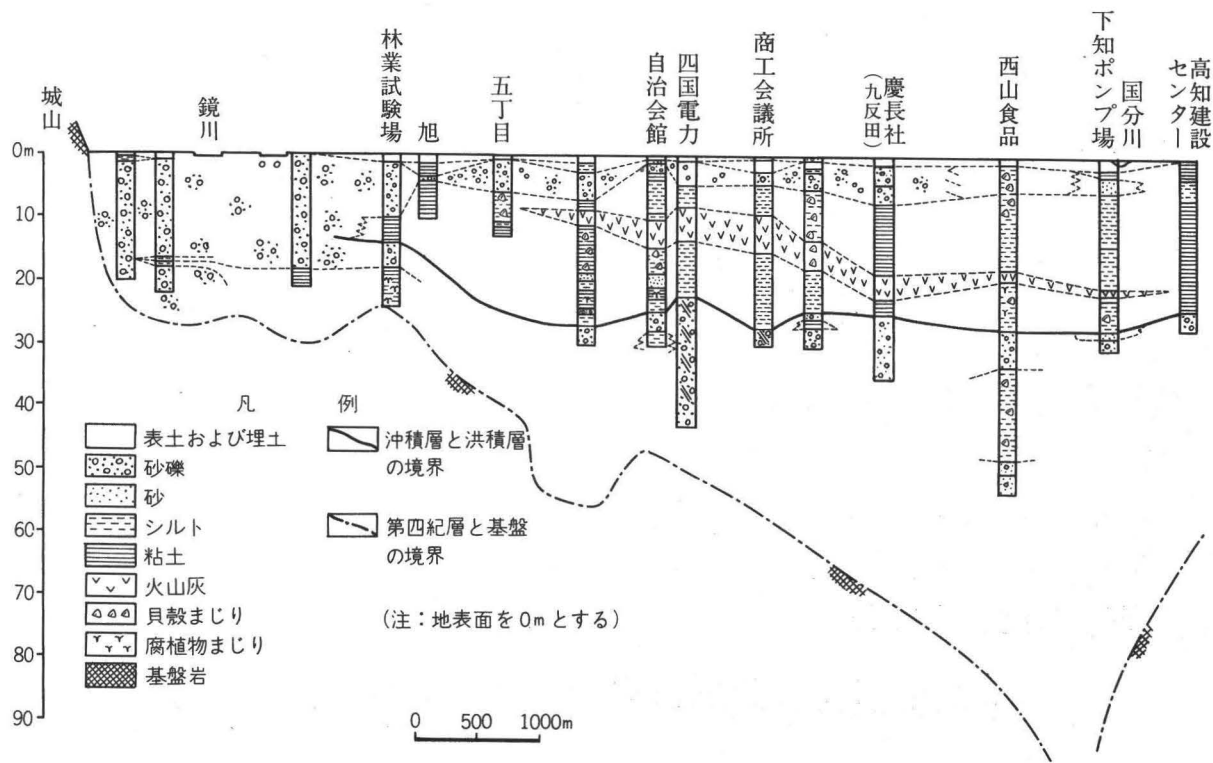 城山
鏡川
林業試験場
旭
五丁目
自治会館
四国電力
商工会議所
慶長社
(九反田)
西山食品
下知ポンプ場
国分川
高知建設
センター
0m
10
20
30
40
50
60
70
80
90
凡 例
表土および埋土
砂礫
砂
シルト
粘土
火山灰
貝殻まじり
腐植物まじり
基盤岩
沖積層と洪積層
の境界
第四紀層と基盤
の境界
(注:地表面を0mとする)
0 500 1000m